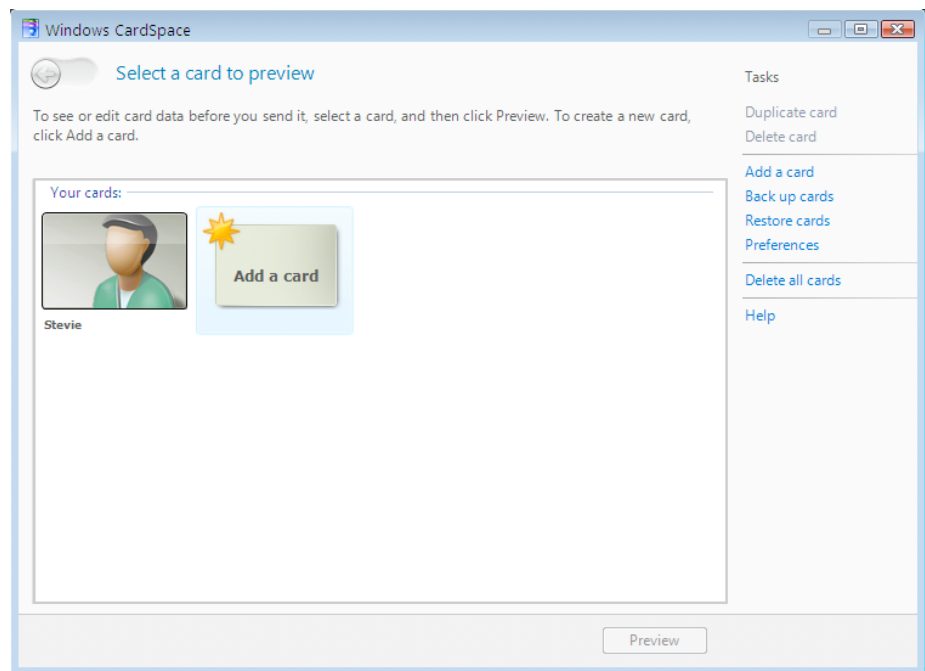 Windows CardSpace
Select a card to preview
To see or edit card data before you send it, select a card, and then click Preview. To create a new card,
click Add a card.
Your cards:
Add a card
Stevie
Tasks
Duplicate card
Delete card
Add a card
Back up cards
Restore cards
Preferences
Delete all cards
Help
Preview